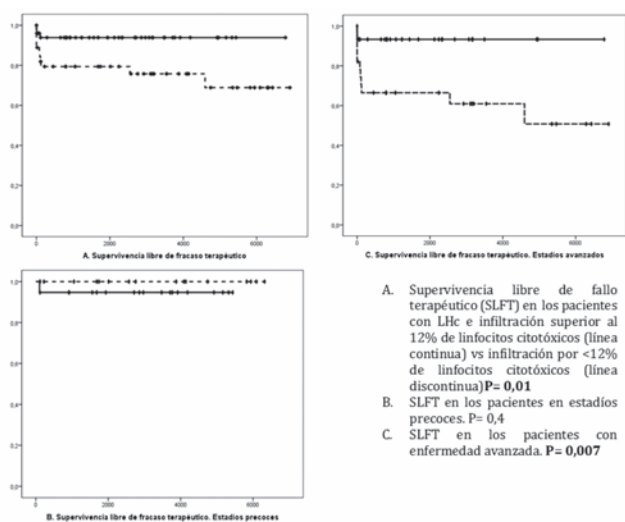 1,0
0,8
0,6
0,4
0,2
0,0
0 2000 4000 6000
A. Supervivencia libre de fracaso terapéutico
1,0
0,8
0,6
0,4
0,2
0,0
0 2000 4000 6000
C. Supervivencia libre de fracaso terapéutico. Estadios avanzados
1,0
0,8
0,6
0,4
0,2
0,0
0 2000 4000 6000
B. Supervivencia libre de fracaso terapéutico. Estadios precoces
A. Supervivencia libre de fallo
terapéutico (SLFT) en los pacientes
con LHc e infiltración superior al
12% de linfocitos citotóxicos (línea
continua) vs infiltración por <12%
de linfocitos citotóxicos (línea
discontinua)P= 0,01
B. SLFT en los pacientes en estadíos
precoces. P= 0,4
C. SLFT en los pacientes con
enfermedad avanzada. P= 0,007